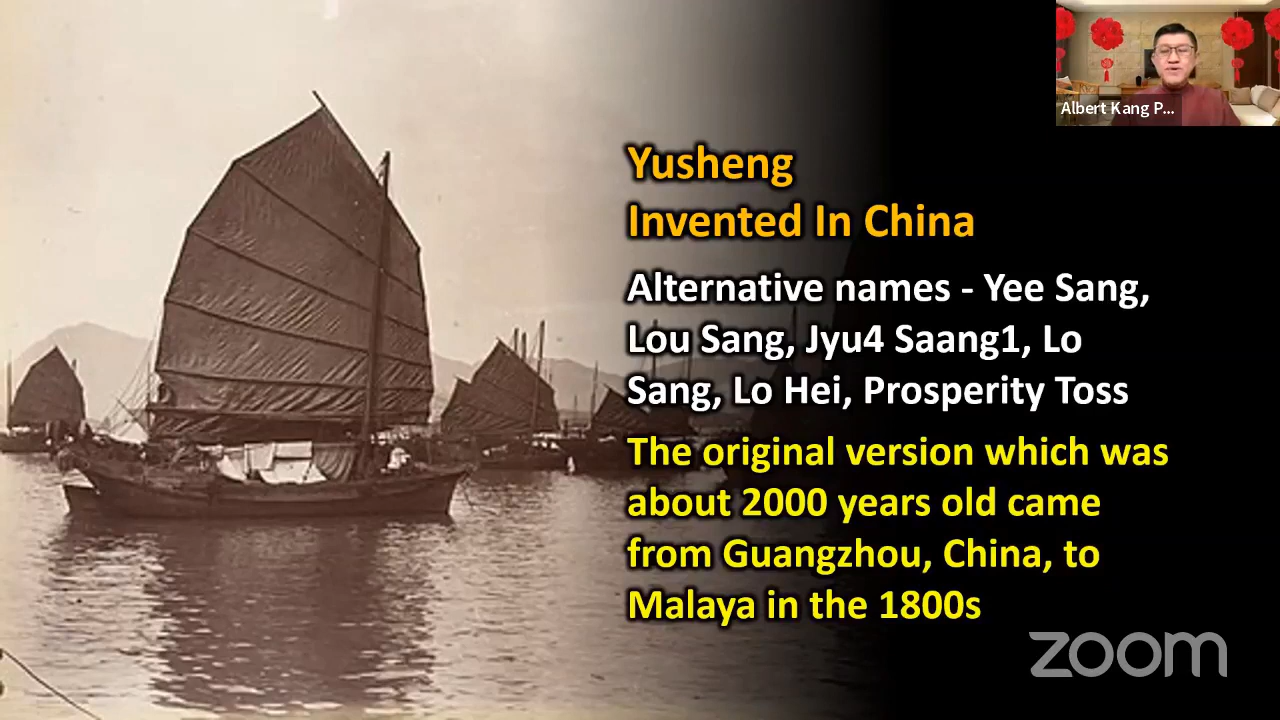 Albert Kang P...
Yusheng
Invented In China
Alternative names - Yee Sang,
Lou Sang, Jyu4 Saang1, Lo
Sang, Lo Hei, Prosperity Toss
The original version which was
about 2000 years old came
from Guangzhou, China, to
Malaya in the 1800s
zoom